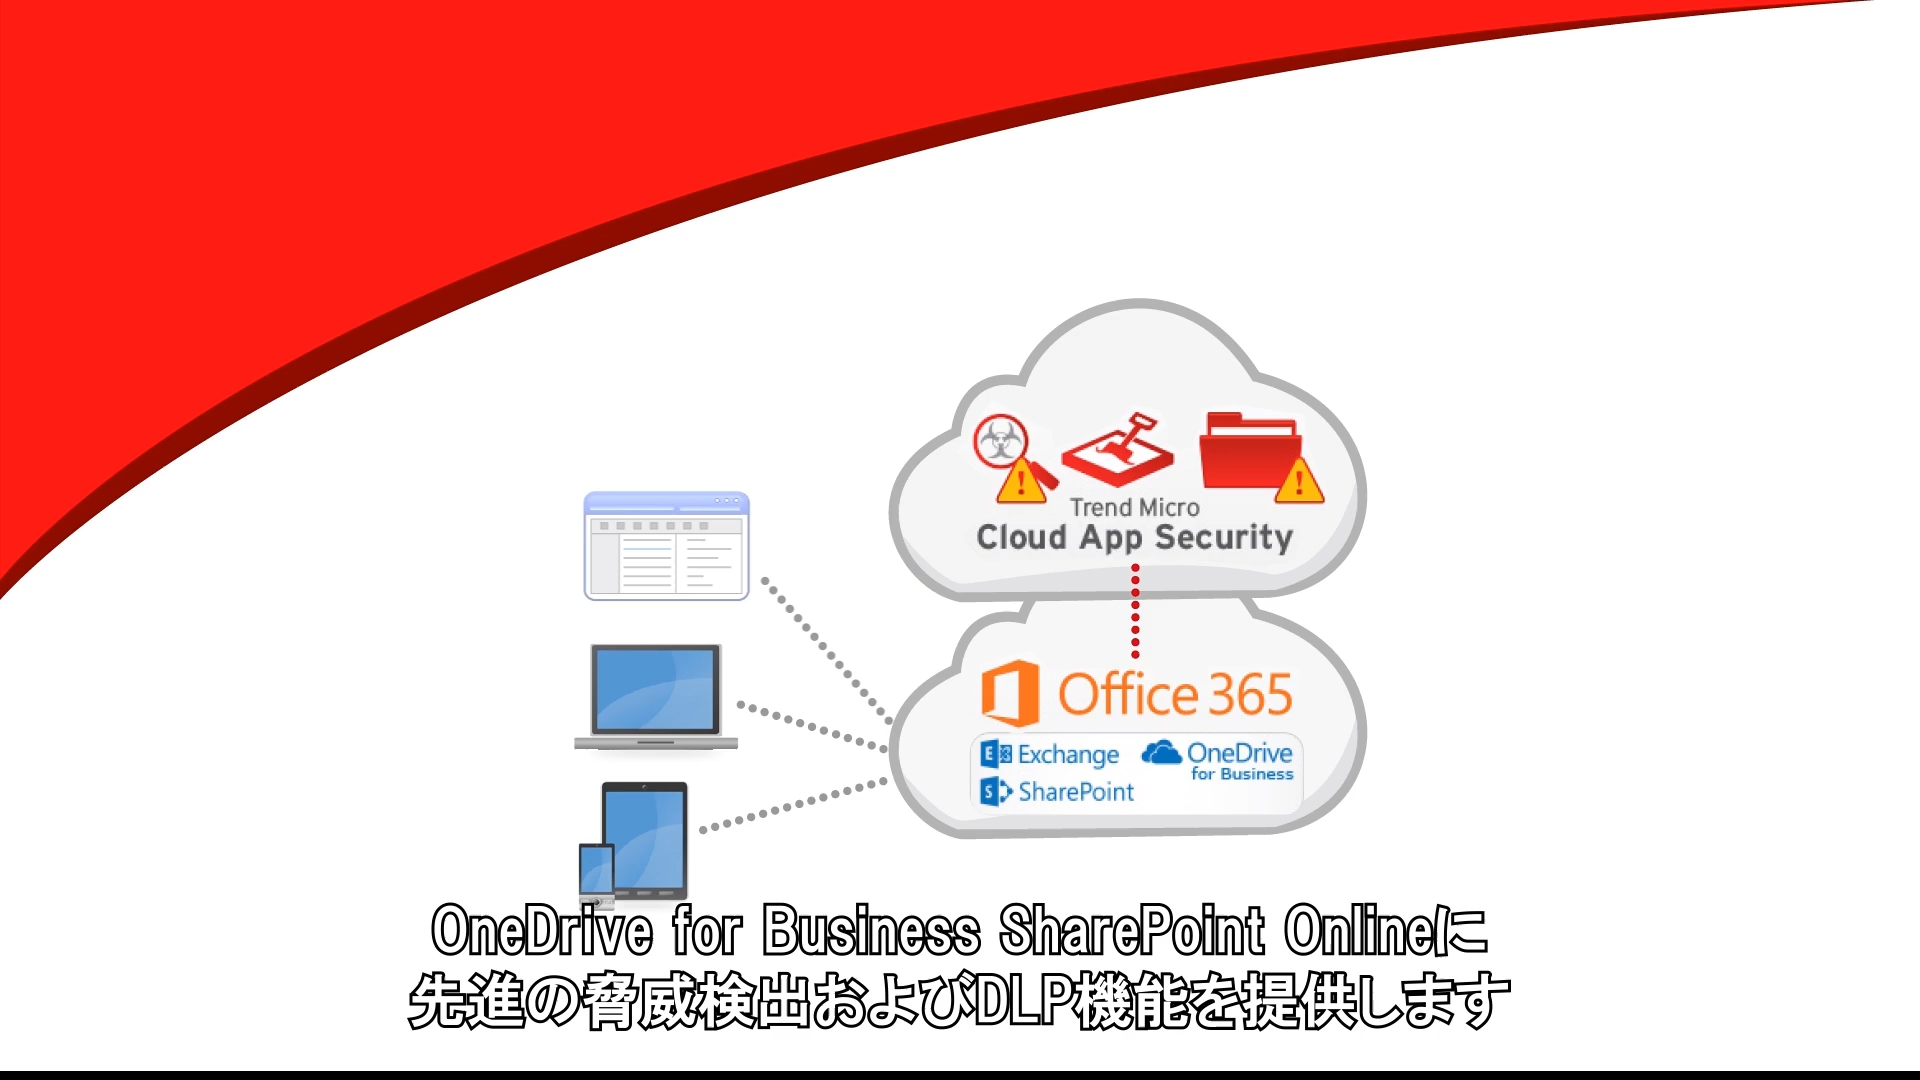 Trend Micro
Cloud App Security
Office 365
Exchange
OneDrive
for Business
SharePoint
OneDrive for Business SharePoint Onlineに
先進の脅威検出およびDLP機能を提供します